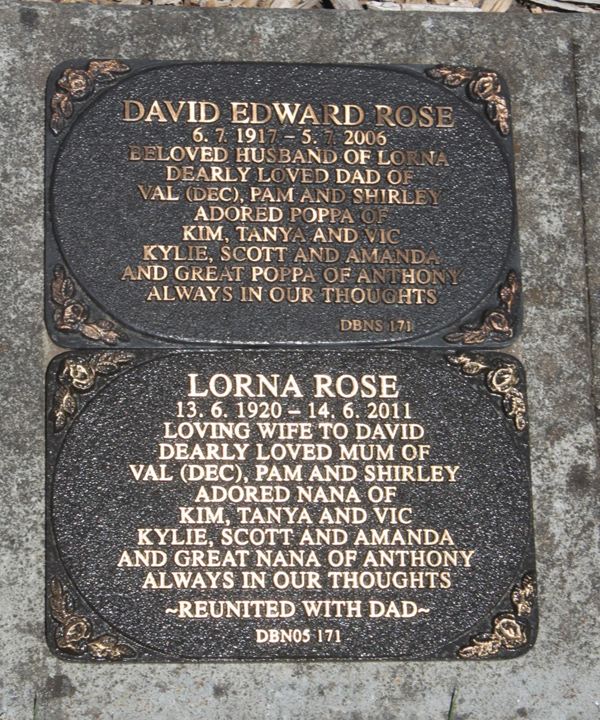 DAVID EDWARD ROSE
6. 7. 1917 – 5. 7. 2006
BELOVED HUSBAND OF LORNA
DEARLY LOVED DAD OF
VAL (DEC), PAM AND SHIRLEY
ADORED POPPA OF
KIM, TANYA AND VIC
KYLIE, SCOTT AND AMANDA
AND GREAT POPPA OF ANTHONY
ALWAYS IN OUR THOUGHTS
DBNS 171
LORNA ROSE
13. 6. 1920 – 14. 6. 2011
LOVING WIFE TO DAVID
DEARLY LOVED MUM OF
VAL (DEC), PAM AND SHIRLEY
ADORED NANA OF
KIM, TANYA AND VIC
KYLIE, SCOTT AND AMANDA
AND GREAT NANA OF ANTHONY
ALWAYS IN OUR THOUGHTS
~REUNITED WITH DAD~
DBN05 171